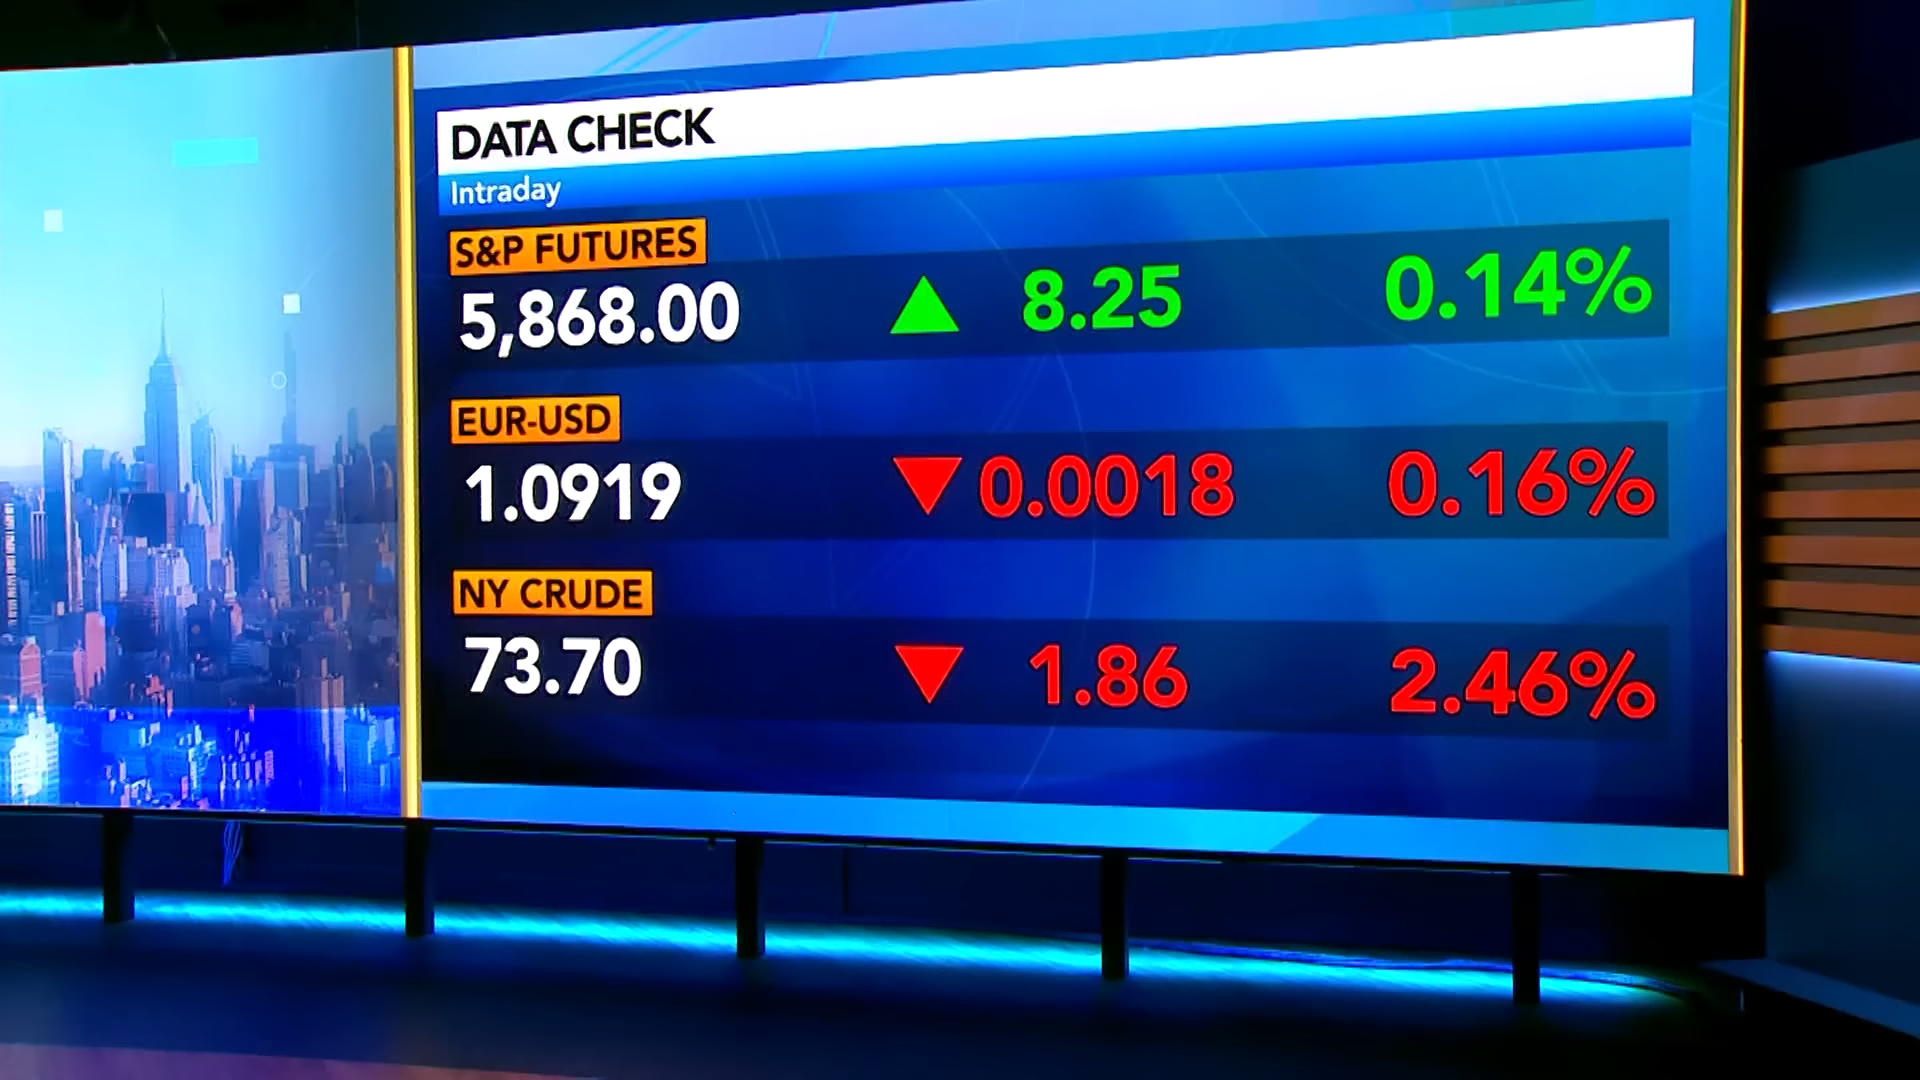 DATA CHECK
Intraday
S&P FUTURES
5,868.00 ▲ 8.25 0.14%
EUR-USD
1.0919 ▼ 0.0018 0.16%
NY CRUDE
73.70 ▼ 1.86 2.46%